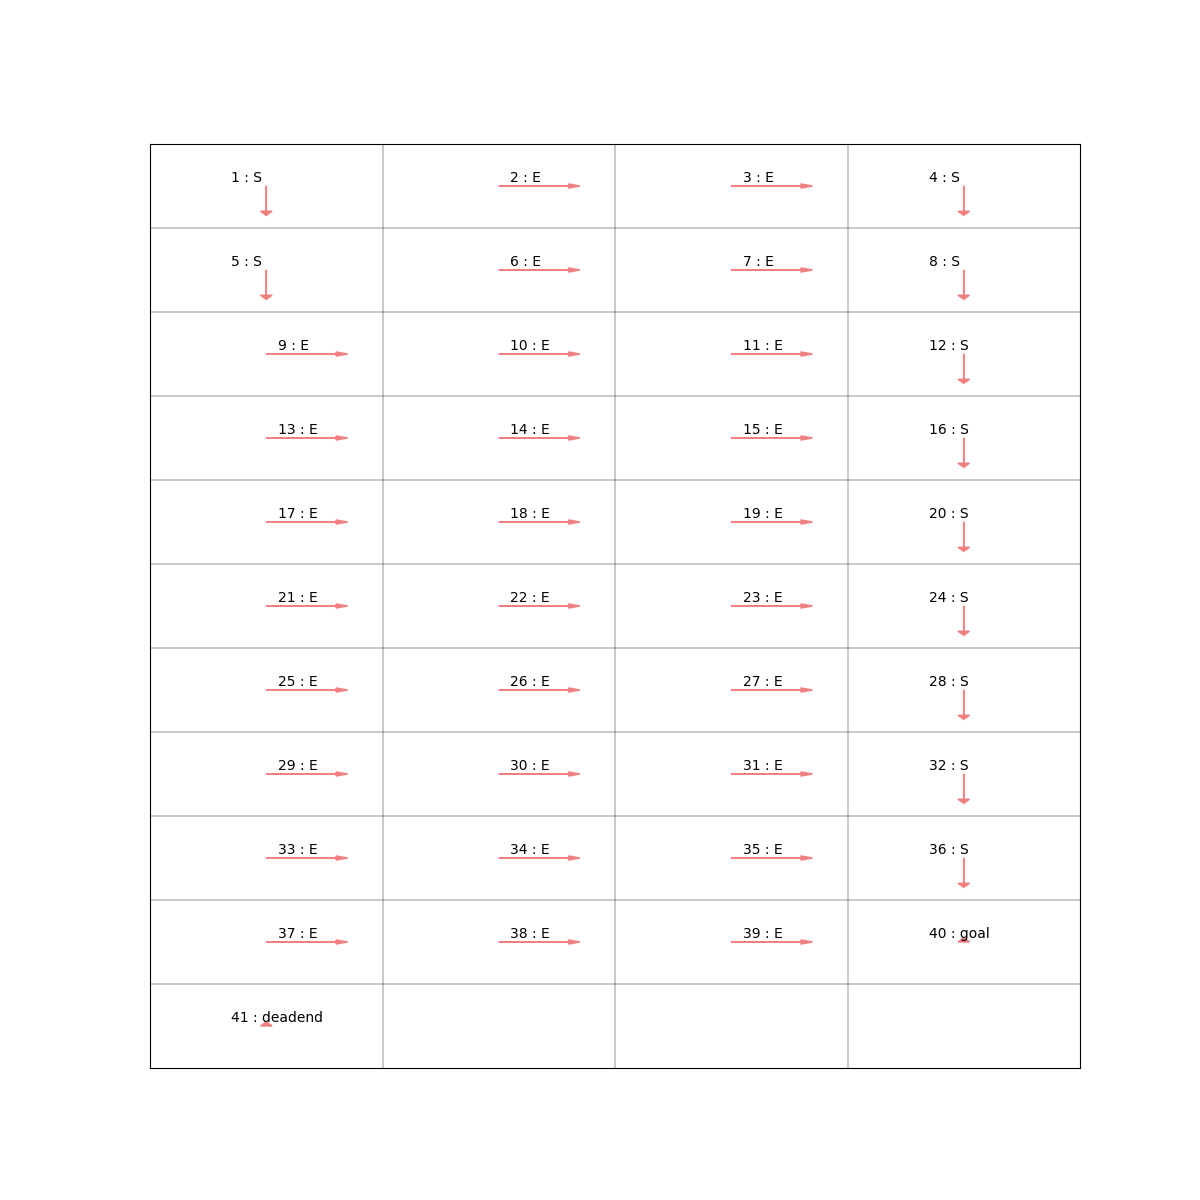 1 : S 2 : E 3 : E 4 : S
5 : S 6 : E 7 : E 8 : S
9 : E 10 : E 11 : E 12 : S
13 : E 14 : E 15 : E 16 : S
17 : E 18 : E 19 : E 20 : S
21 : E 22 : E 23 : E 24 : S
25 : E 26 : E 27 : E 28 : S
29 : E 30 : E 31 : E 32 : S
33 : E 34 : E 35 : E 36 : S
37 : E 38 : E 39 : E 40 : goal
41 : deadend